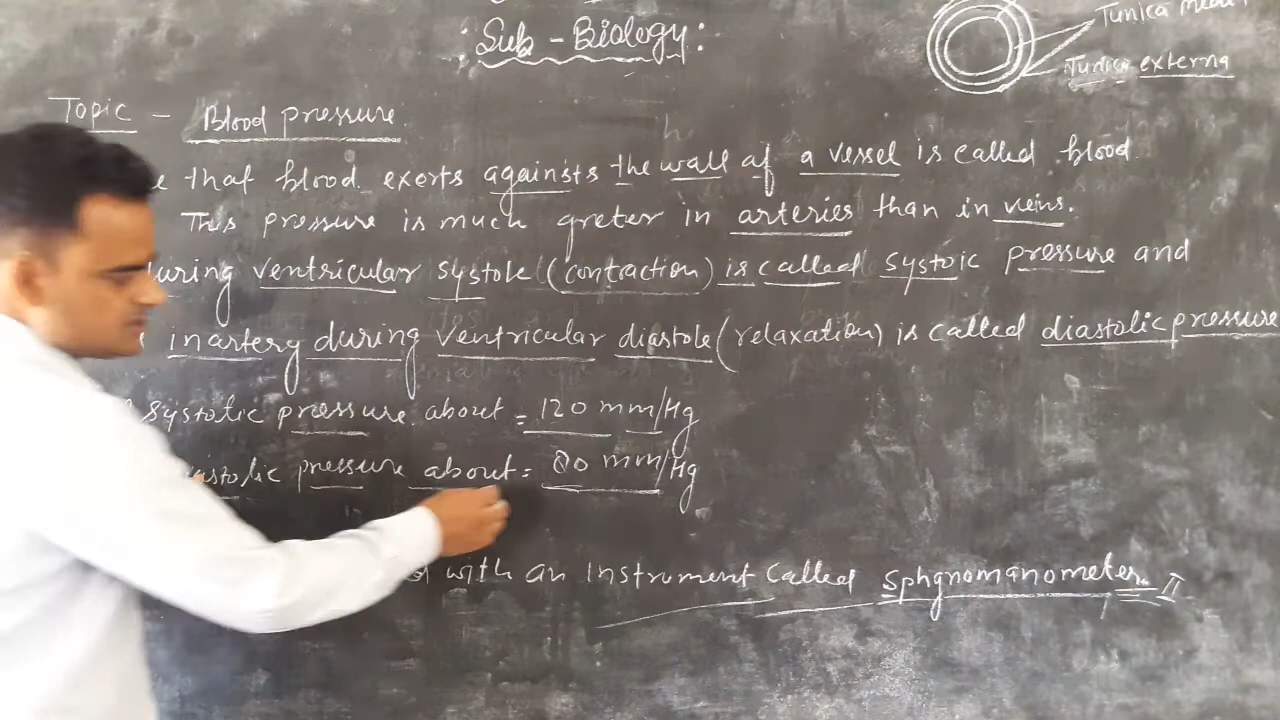 : Sub - Biology :
Tunica
Tunica externa
Topic - Blood pressure.
that blood exerts againsts the wall of a vessel is called blood
This pressure is much greter in arteries than in veins.
during ventricular systole (contaction) is called systoic pressure and
in artery during ventricular diastole (relaxation) is called diastolic pressure
systolic pressure about = 120 mm/Hg
pressure about = 80 mm/Hg
with an instrument called sphgnomanometer